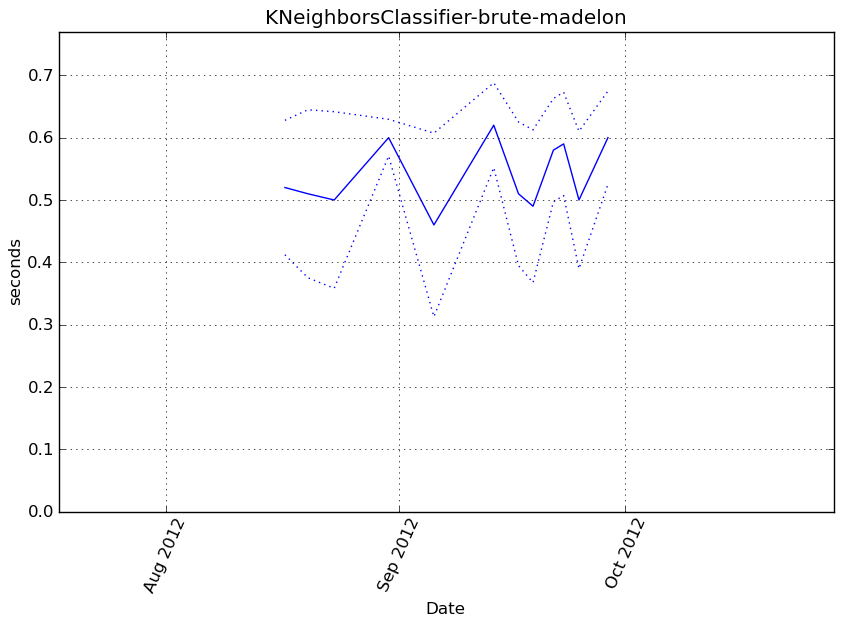 KNeighborsClassifier-brute-madelon
0.7
0.6
0.5
0.4
0.3
0.2
0.1
0.0
seconds
Aug 2012
Sep 2012
Oct 2012
Date